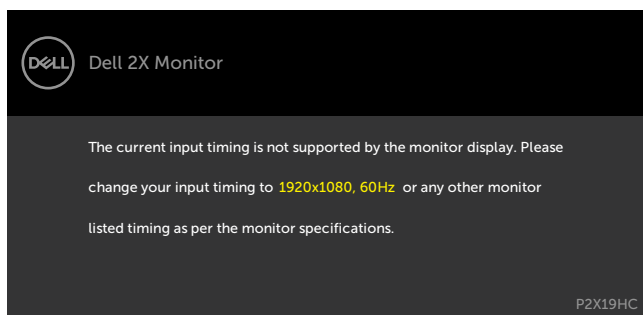 DELL
Dell 2X Monitor
The current input timing is not supported by the monitor display. Please
change your input timing to 1920x1080, 60Hz or any other monitor
listed timing as per the monitor specifications.
P2X19HC